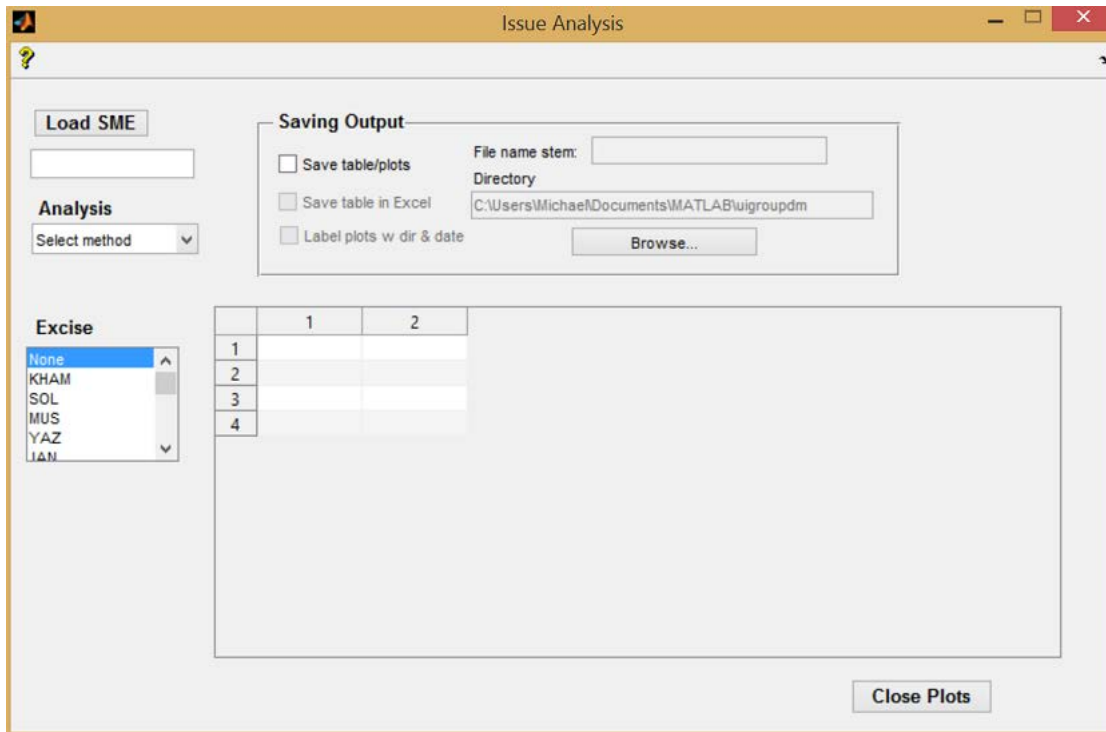 Issue Analysis
Load SME
Saving Output
Save table/plots
File name stem:
Directory
Save table in Excel
C:\Users\Michael\Documents\MATLAB\uigroupdm
Label plots w dir & date
Browse...
Analysis
Select method
Excise
None
KHAM
SOL
MUS
YAZ
JAN
1 2
1
2
3
4
Close Plots